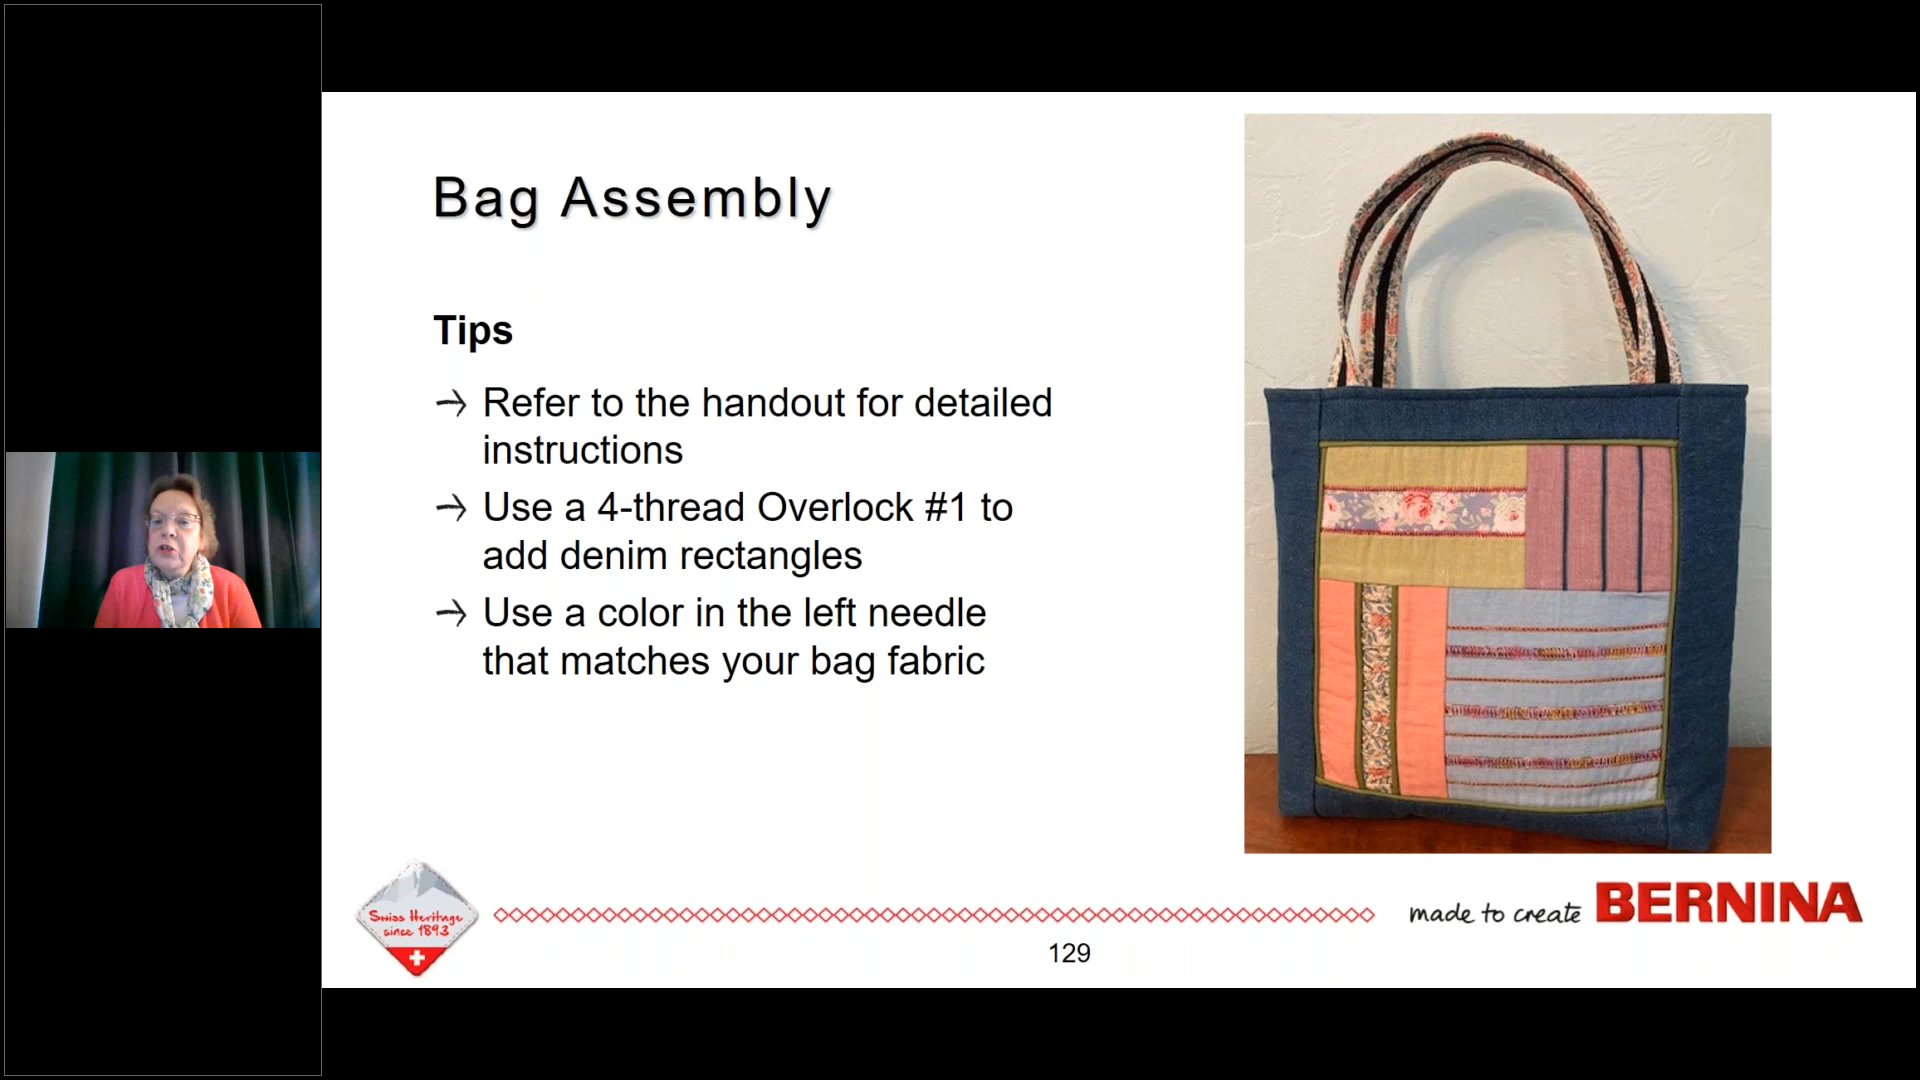 Bag Assembly
Tips
Refer to the handout for detailed
instructions
Use a 4-thread Overlock #1 to
add denim rectangles
Use a color in the left needle
that matches your bag fabric
Swiss Heritage
since 1893
made to create BERNINA
129